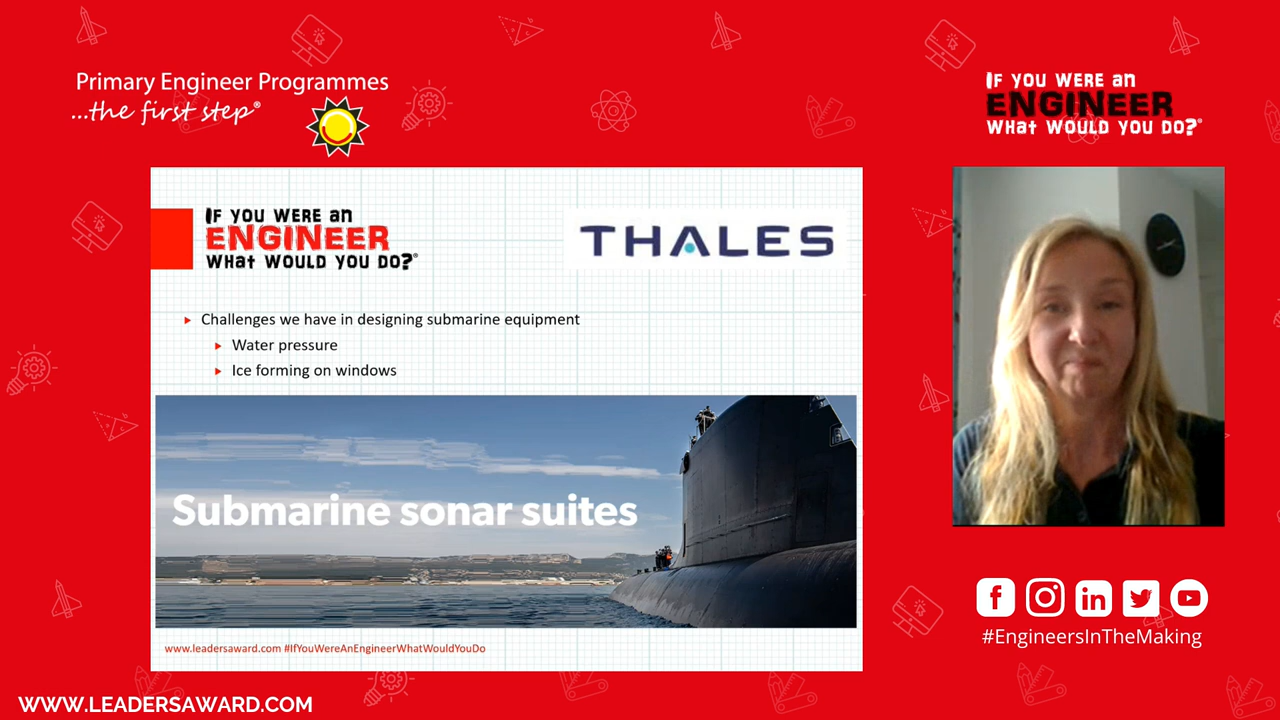 Primary Engineer Programmes
...the first step®
IF YOU WERE an
ENGINEER
WHat WOULD YOU DO?®
IF YOU WERE an
ENGINEER
WHat WOULD YOU DO?®
THALES
Challenges we have in designing submarine equipment
Water pressure
Ice forming on windows
Submarine sonar suites
www.leadersaward.com #IfYouWereAnEngineerWhatWouldYouDo
#EngineersInTheMaking
WWW.LEADERSAWARD.COM